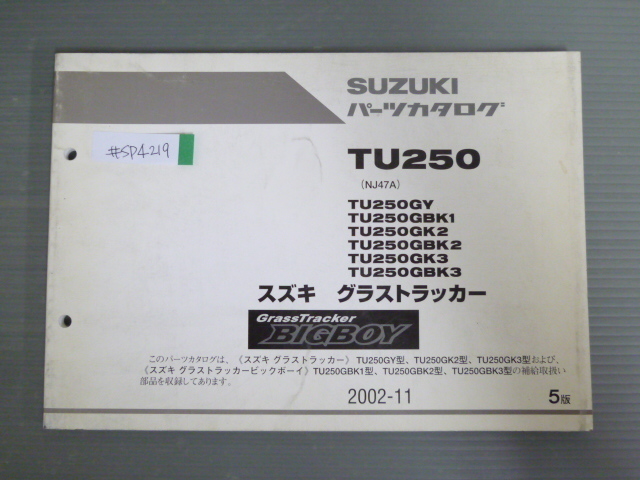 SUZUKI
パーツカタログ
#SP4219
TU250
(NJ47A)
TU250GY
TU250GBK1
TU250GK2
TU250GBK2
TU250GK3
TU250GBK3
スズキ グラストラッカー
GrassTracker
BIGBOY
このパーツカタログは、《スズキ グラストラッカー》 TU250GY型、TU250GK2型、TU250GK3型および、
《スズキ グラストラッカービックボーイ》TU250GBK1型、TU250GBK2型、TU250GBK3型の補給取扱い
部品を収録してあります。
2002-11
5版